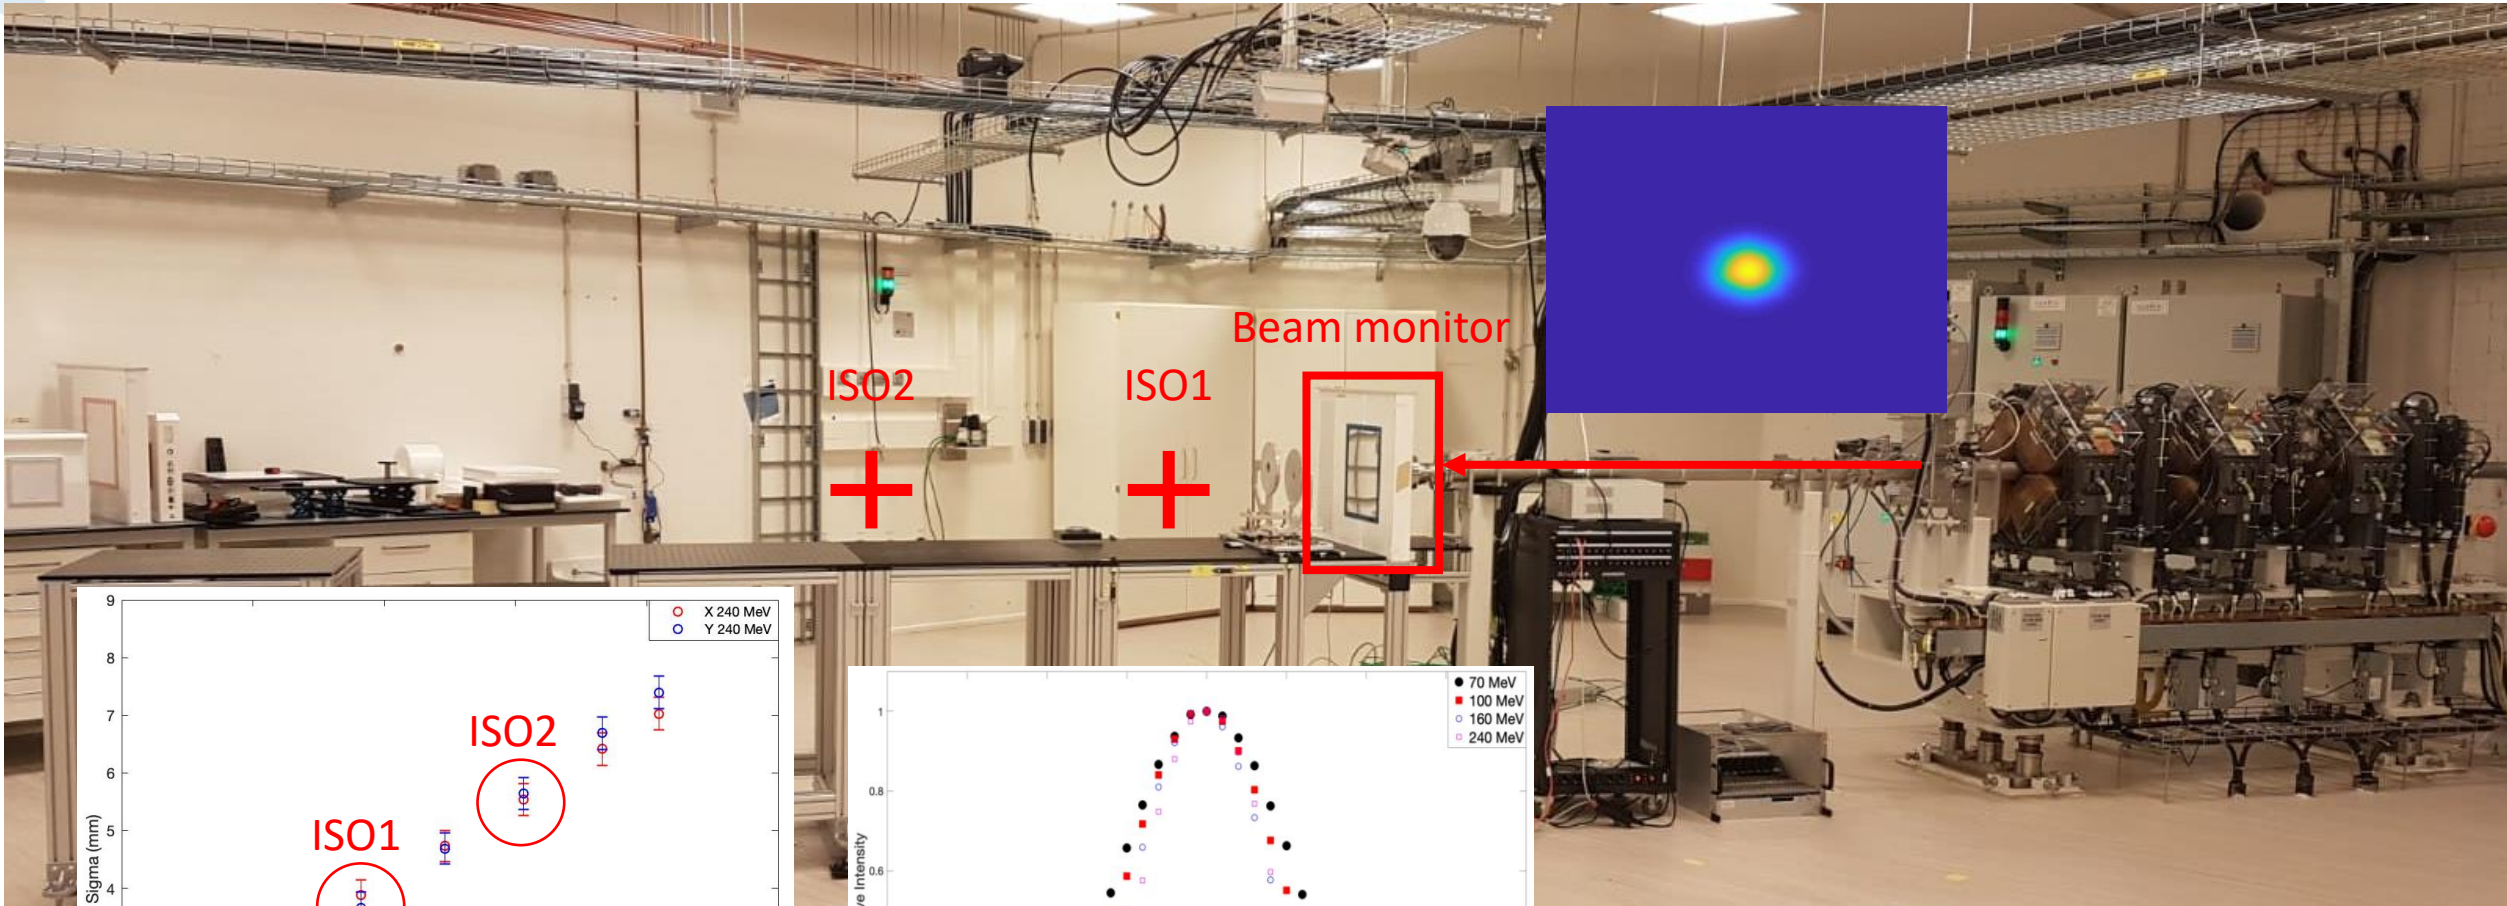 Beam monitor
ISO2
ISO1
9
8
7
6
5
4
Sigma (mm)
X 240 MeV
Y 240 MeV
ISO2
ISO1
1
0.8
0.6
Intensity
70 MeV
100 MeV
160 MeV
240 MeV